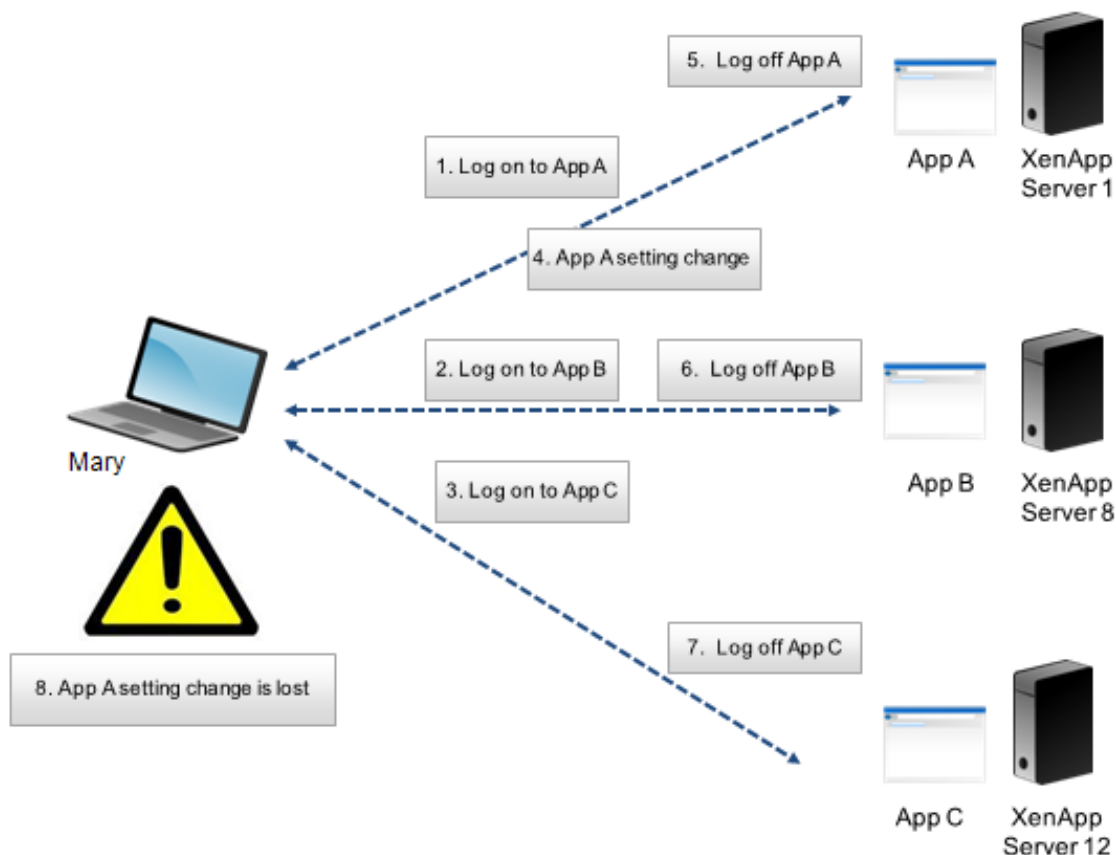 5. Log off App A
1. Log on to App A
App A
XenApp
Server 1
4. App A setting change
2. Log on to App B
6. Log off App B
Mary
3. Log on to App C
App B
XenApp
Server 8
7. Log off App C
8. App A setting change is lost
App C
XenApp
Server 12